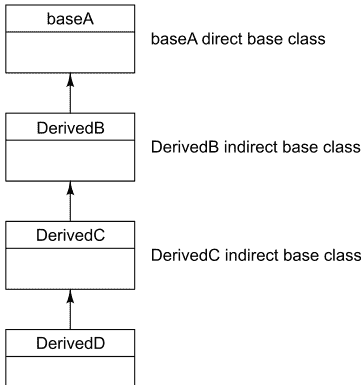 baseA
baseA direct base class
DerivedB
DerivedB indirect base class
DerivedC
DerivedC indirect base class
DerivedD